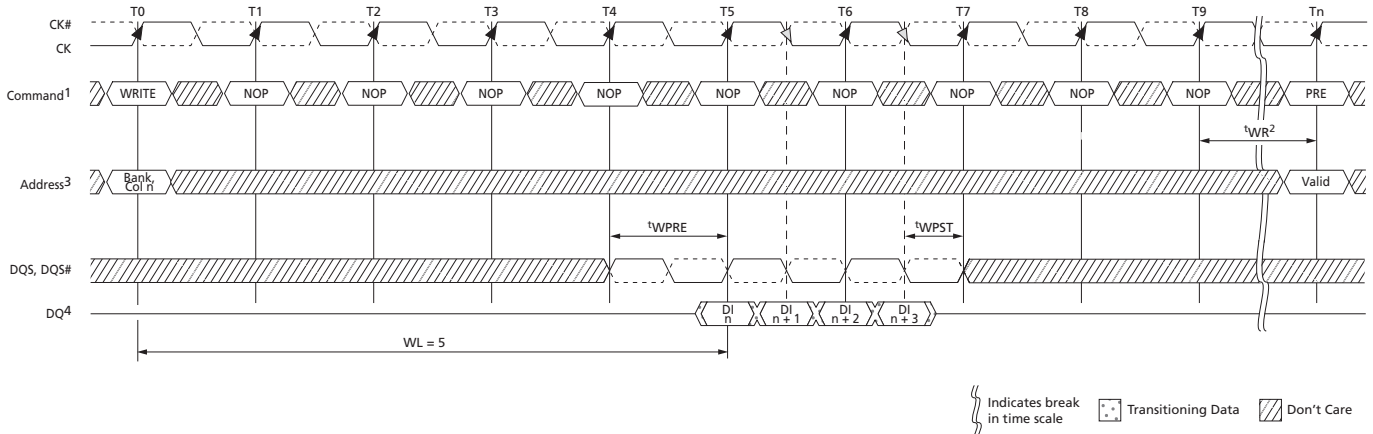 T0 T1 T2 T3 T4 T5 T6 T7 T8 T9 Tn
CK#
CK
Command1 WRITE NOP NOP NOP NOP NOP NOP NOP NOP NOP PRE
tWR2
Address3 Bank, Col n Valid
tWPRE tWPST
DQS, DQS#
DQ4 DI n DI n + 1 DI n + 2 DI n + 3
WL = 5
Indicates break in time scale
Transitioning Data
Don't Care